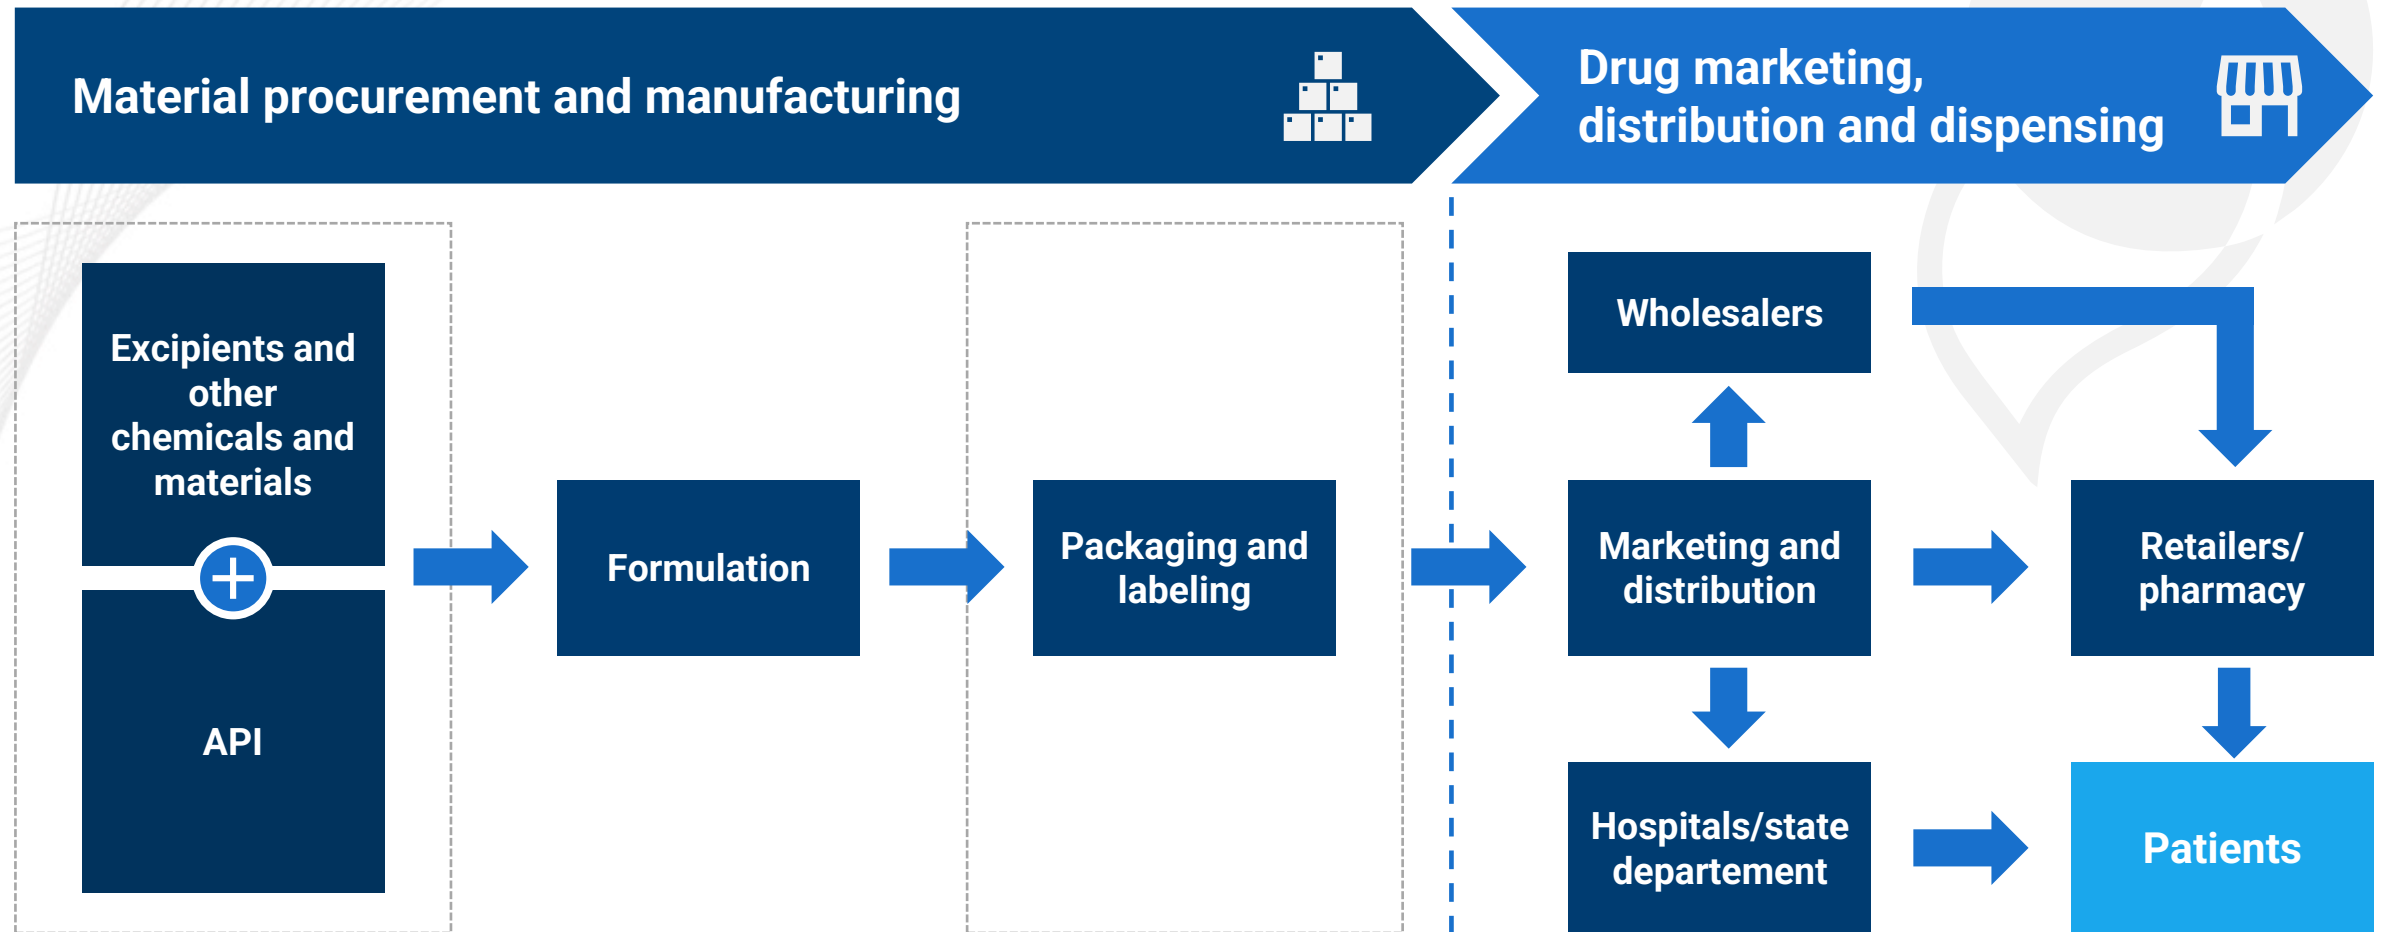 Material procurement and manufacturing
Drug marketing,
distribution and dispensing
Excipients and
other
chemicals and
materials
API
Formulation
Packaging and
labeling
Wholesalers
Marketing and
distribution
Retailers/
pharmacy
Hospitals/state
departement
Patients